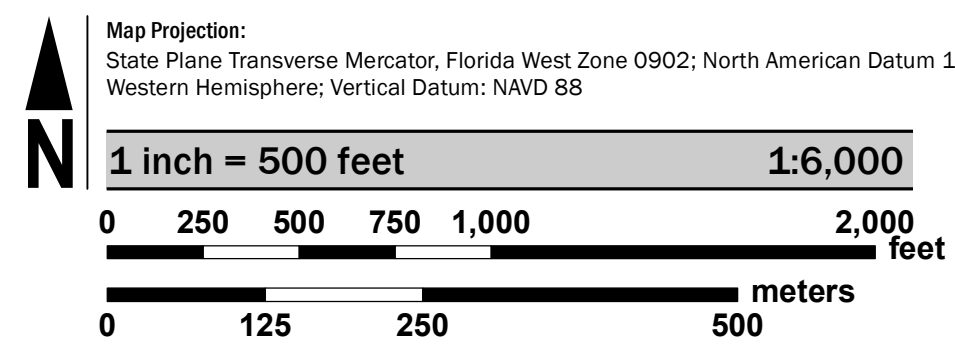 Map Projection:
State Plane Transverse Mercator, Florida West Zone 0902; North American Datum 1
Western Hemisphere; Vertical Datum: NAVD 88
N
1 inch = 500 feet 1:6,000
0 250 500 750 1,000 2,000
feet
meters
0 125 250 500